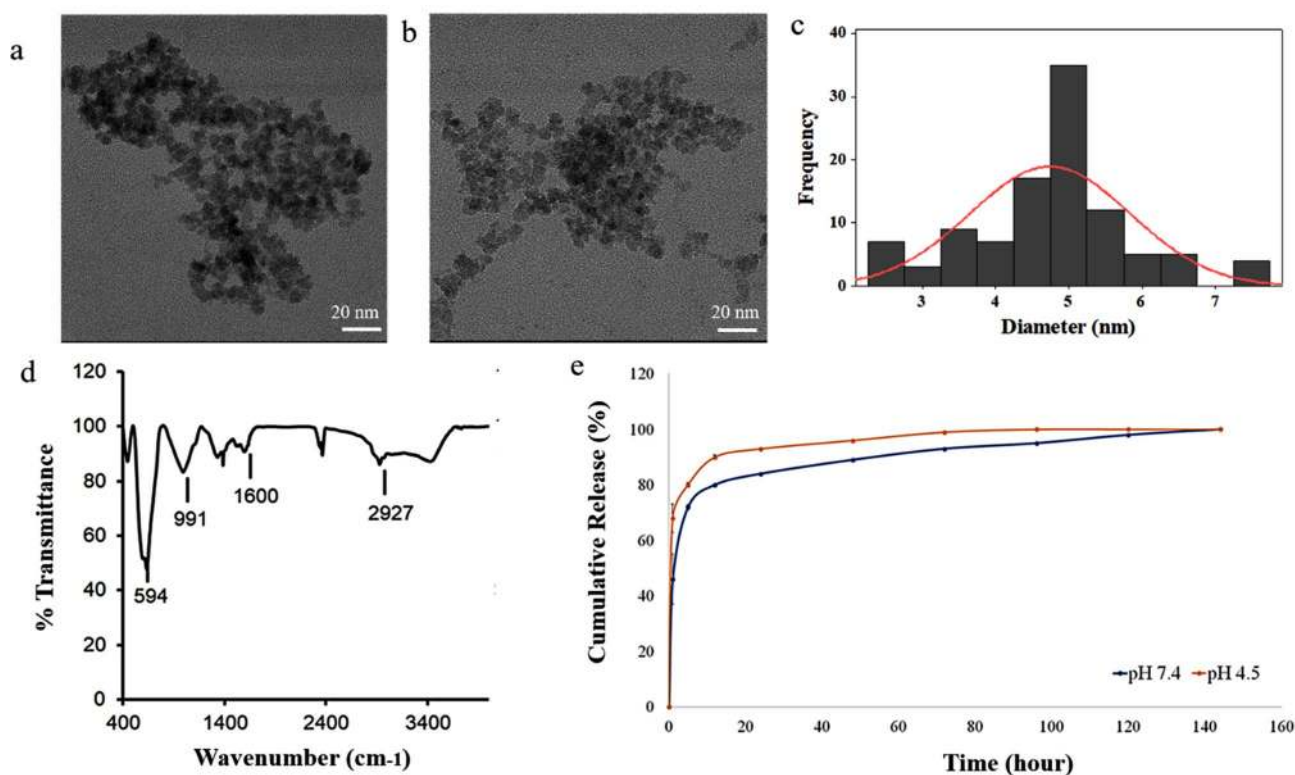 a
20 nm
b
20 nm
c
40
30
20
10
0
Frequency
3 4 5 6 7
Diameter (nm)
d
120
100
80
60
40
20
0
% Transmittance
594
991
1600
2927
400 1400 2400 3400
Wavenumber (cm-1)
e
120
100
80
60
40
20
0
Cumulative Release (%)
pH 7.4 pH 4.5
0 20 40 60 80 100 120 140 160
Time (hour)